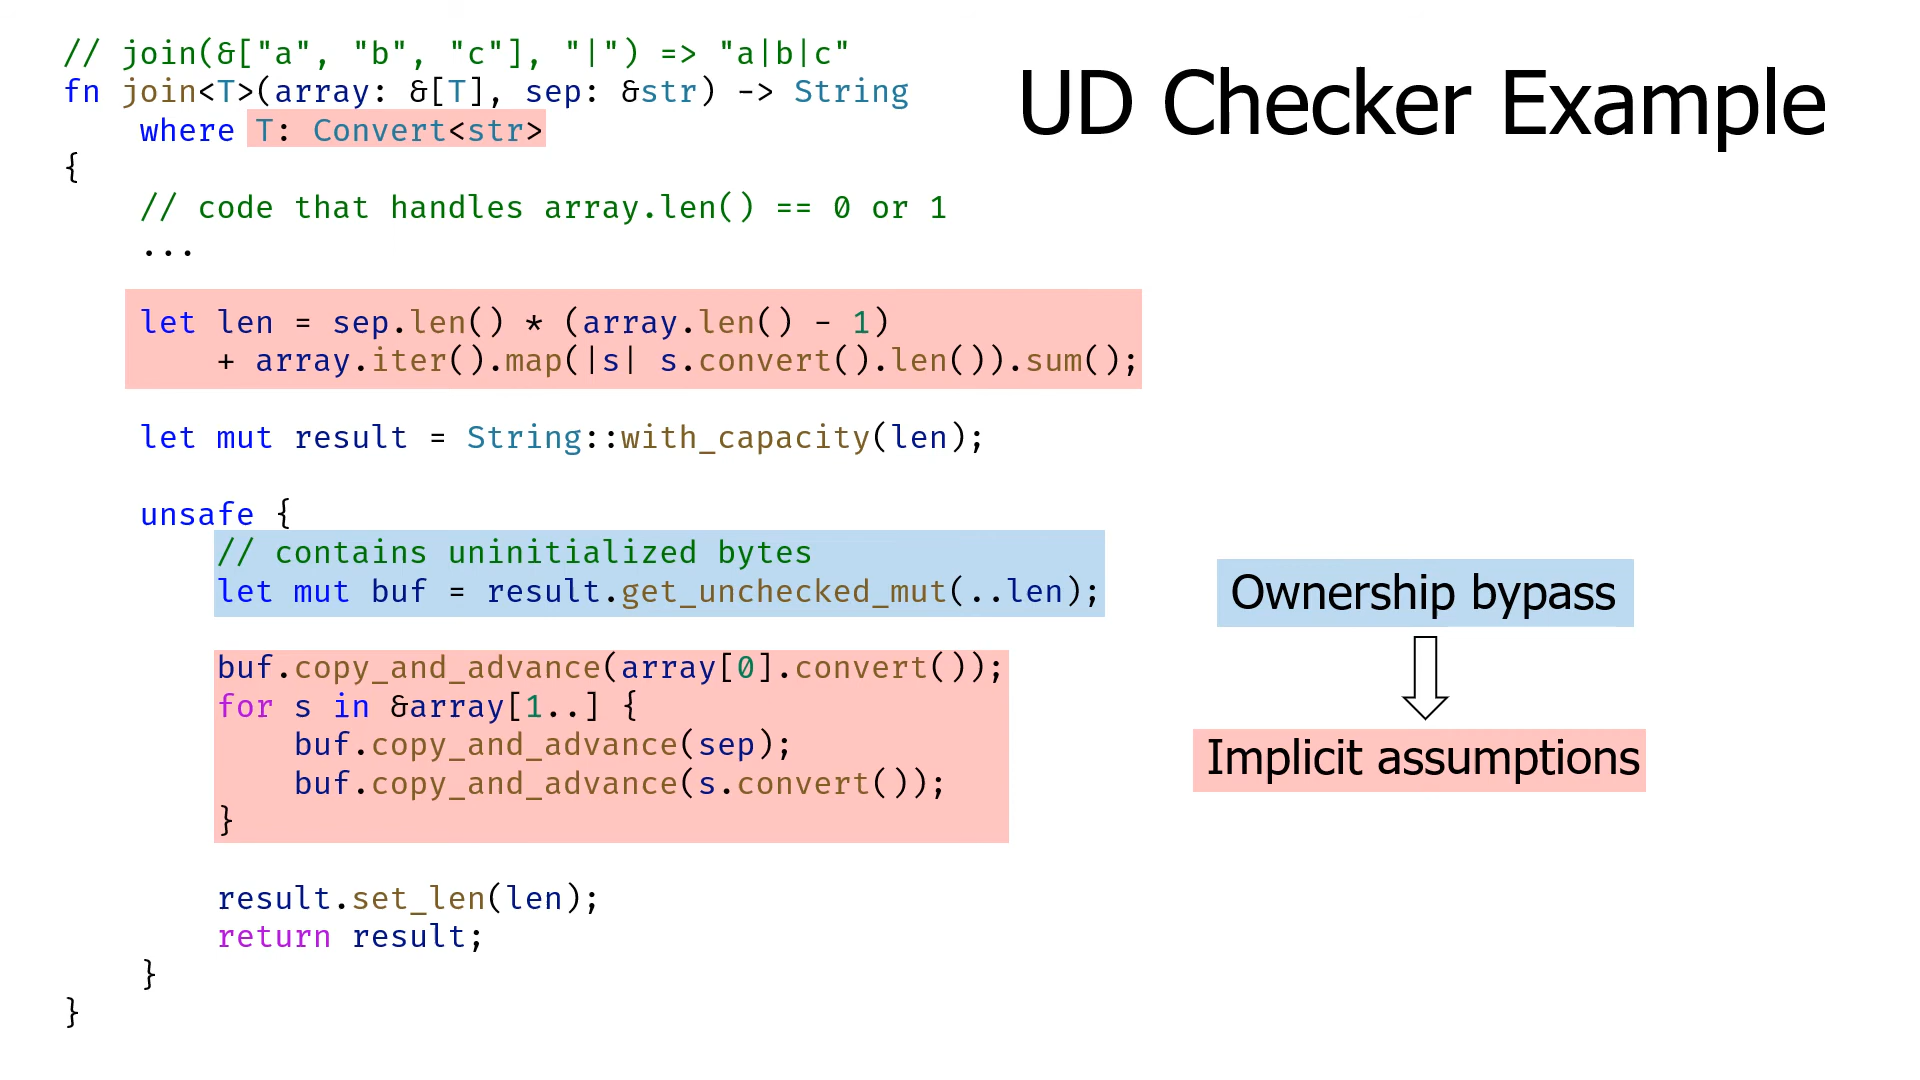 // join(&["a", "b", "c"], "|") => "a|b|c"
fn join<T>(array: &[T], sep: &str) -> String
    where T: Convert<str>
{
    // code that handles array.len() == 0 or 1
    ...
    let len = sep.len() * (array.len() - 1)
        + array.iter().map(|s| s.convert().len()).sum();
    let mut result = String::with_capacity(len);
    unsafe {
        // contains uninitialized bytes
        let mut buf = result.get_unchecked_mut(..len);
        buf.copy_and_advance(array[0].convert());
        for s in &array[1..] {
            buf.copy_and_advance(sep);
            buf.copy_and_advance(s.convert());
        }
        result.set_len(len);
        return result;
    }
}
UD Checker Example
Ownership bypass
Implicit assumptions